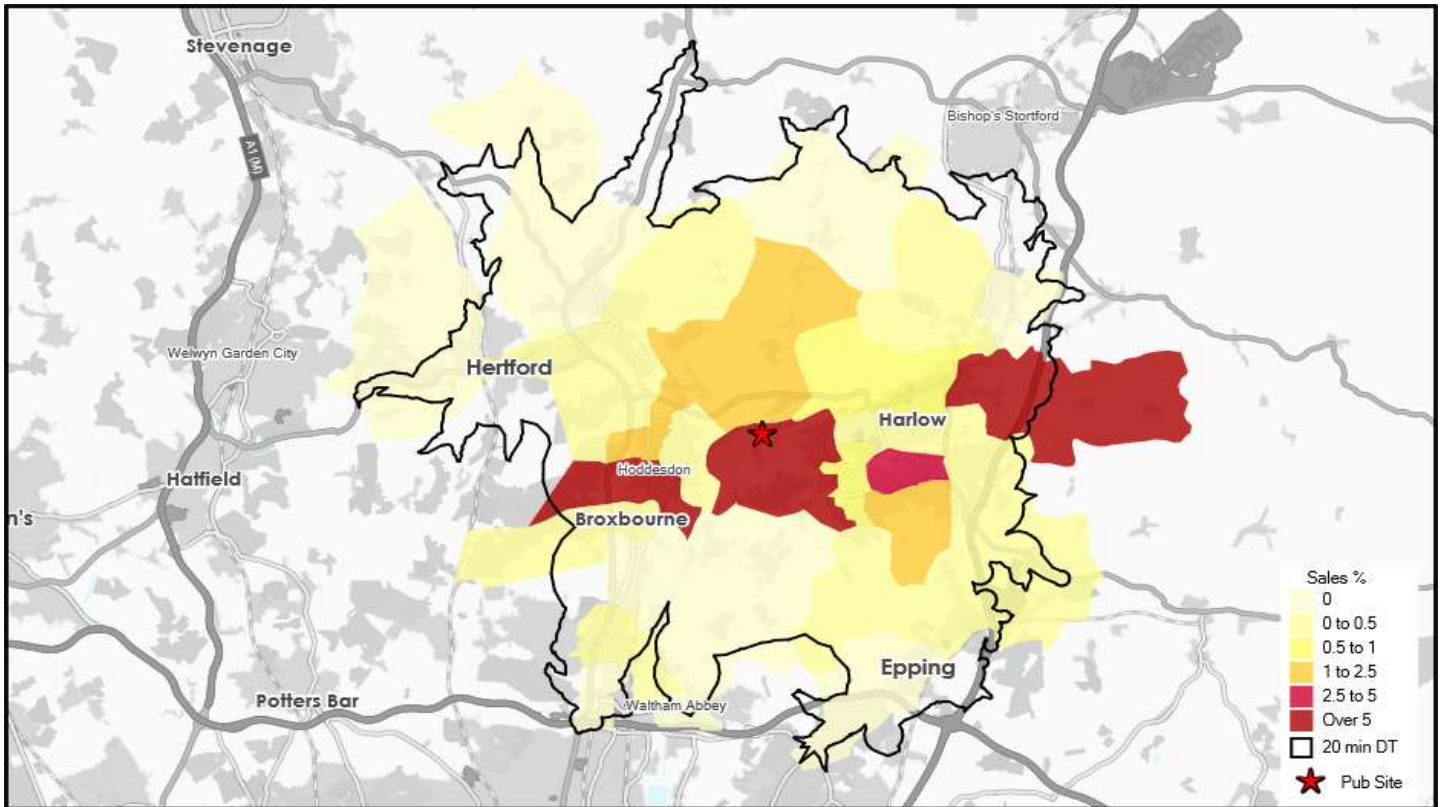 Stevenage
A1 (M)
Bishop's Stortford
Welwyn Garden City
Hertford
Harlow
Hatfield
Hoddesdon
n's
Broxbourne
Epping
Potters Bar
Waltham Abbey
Sales %
0
0 to 0.5
0.5 to 1
1 to 2.5
2.5 to 5
Over 5
20 min DT
Pub Site